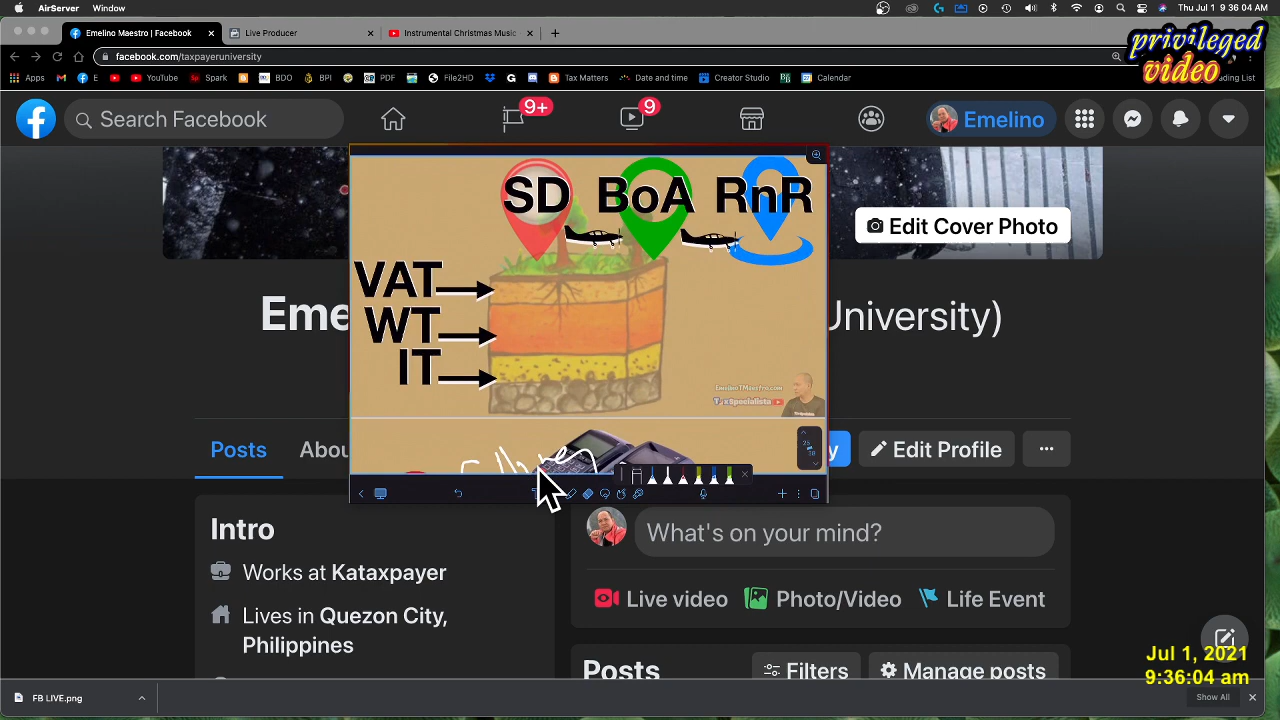 AirServer Window
Thu Jul 1 9:36:04 AM
Emelino Maestro | Facebook
Live Producer
Instrumental Christmas Music
facebook.com/taxpayeruniversity
privileged
video
Apps E YouTube Spark BDO BPI PDF File2HD Tax Matters Date and time Creator Studio Calendar
Search Facebook
9+
9
Emelino
SD BoA RnR
Edit Cover Photo
VAT
WT
IT
EmelinoTMaestro.com
TaxSpecialista
Eme
University)
Posts
Abou
Edit Profile
Intro
What's on your mind?
Works at Kataxpayer
Live video
Photo/Video
Life Event
Lives in Quezon City,
Philippines
Posts
Filters
Manage posts
Jul 1, 2021
9:36:04 am
FB LIVE.png
Show All